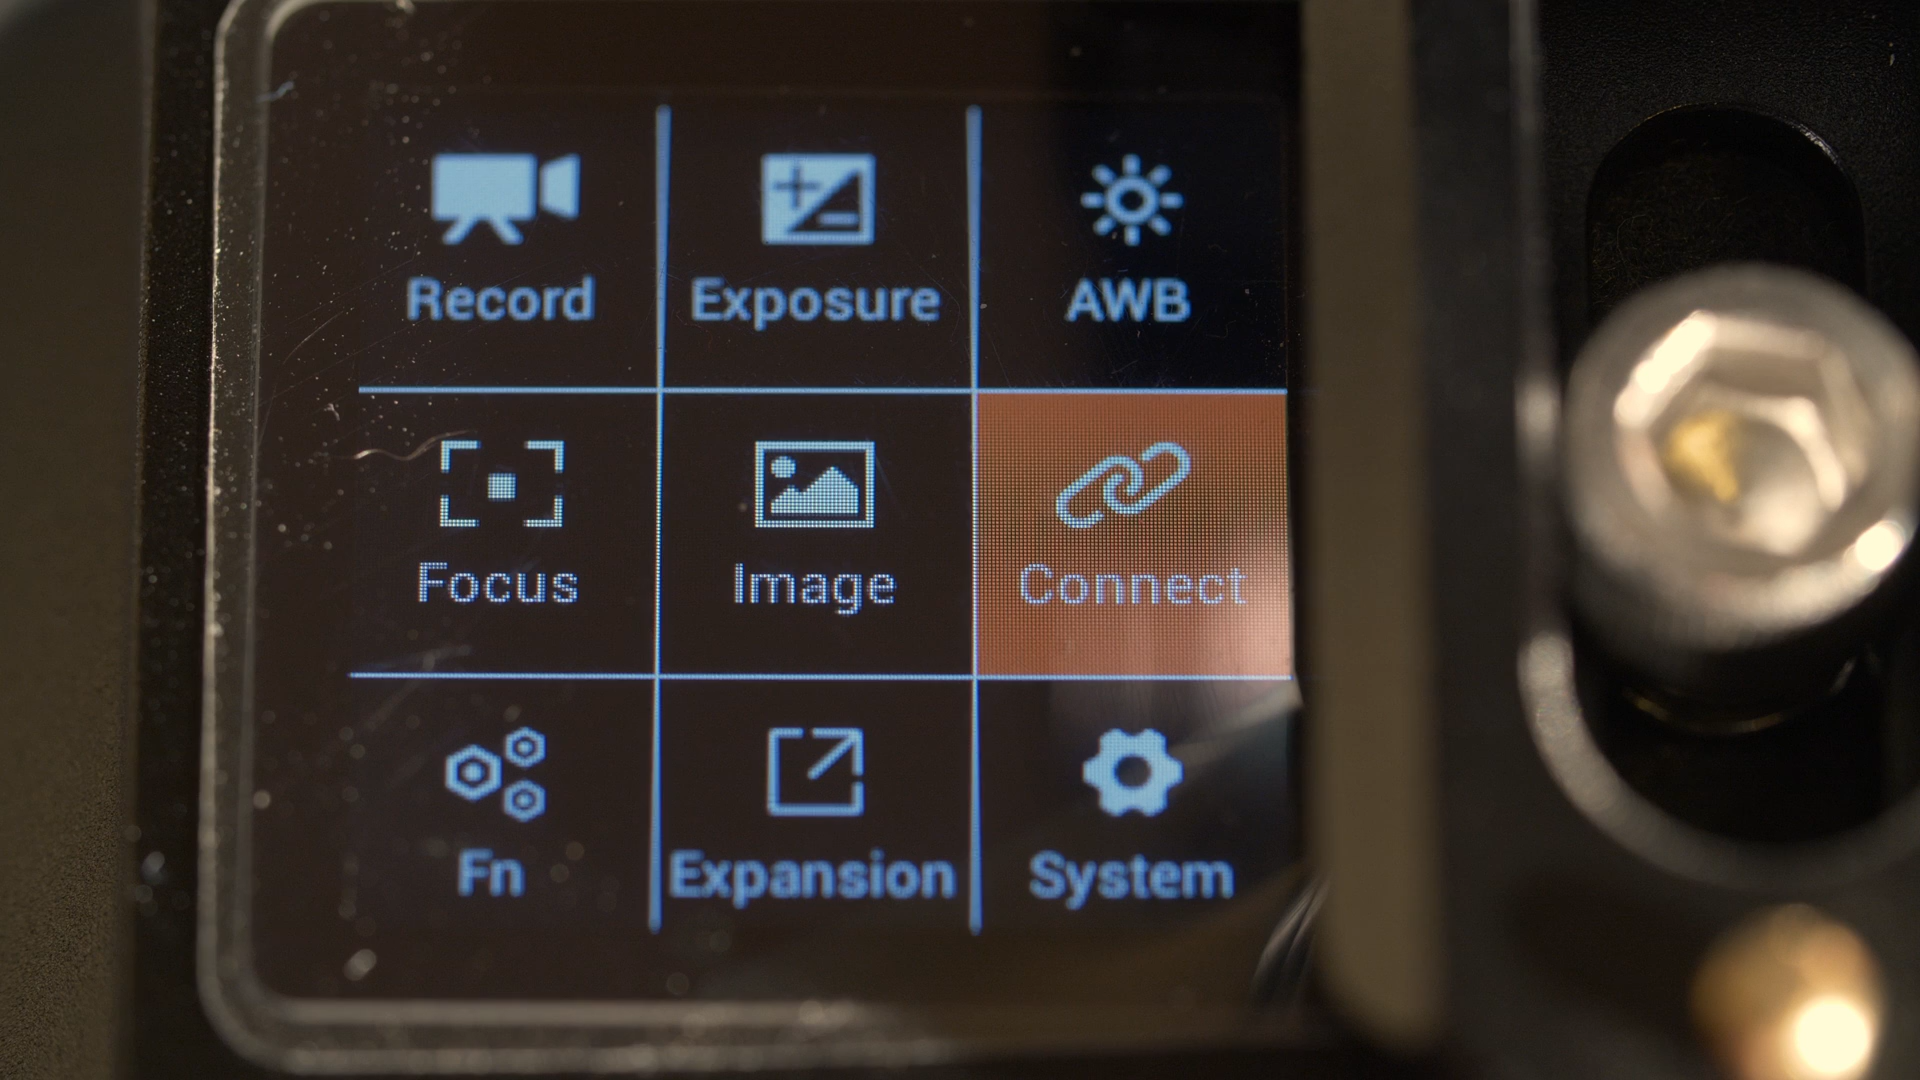 Record
Exposure
AWB
Focus
Image
Connect
Fn
Expansion
System